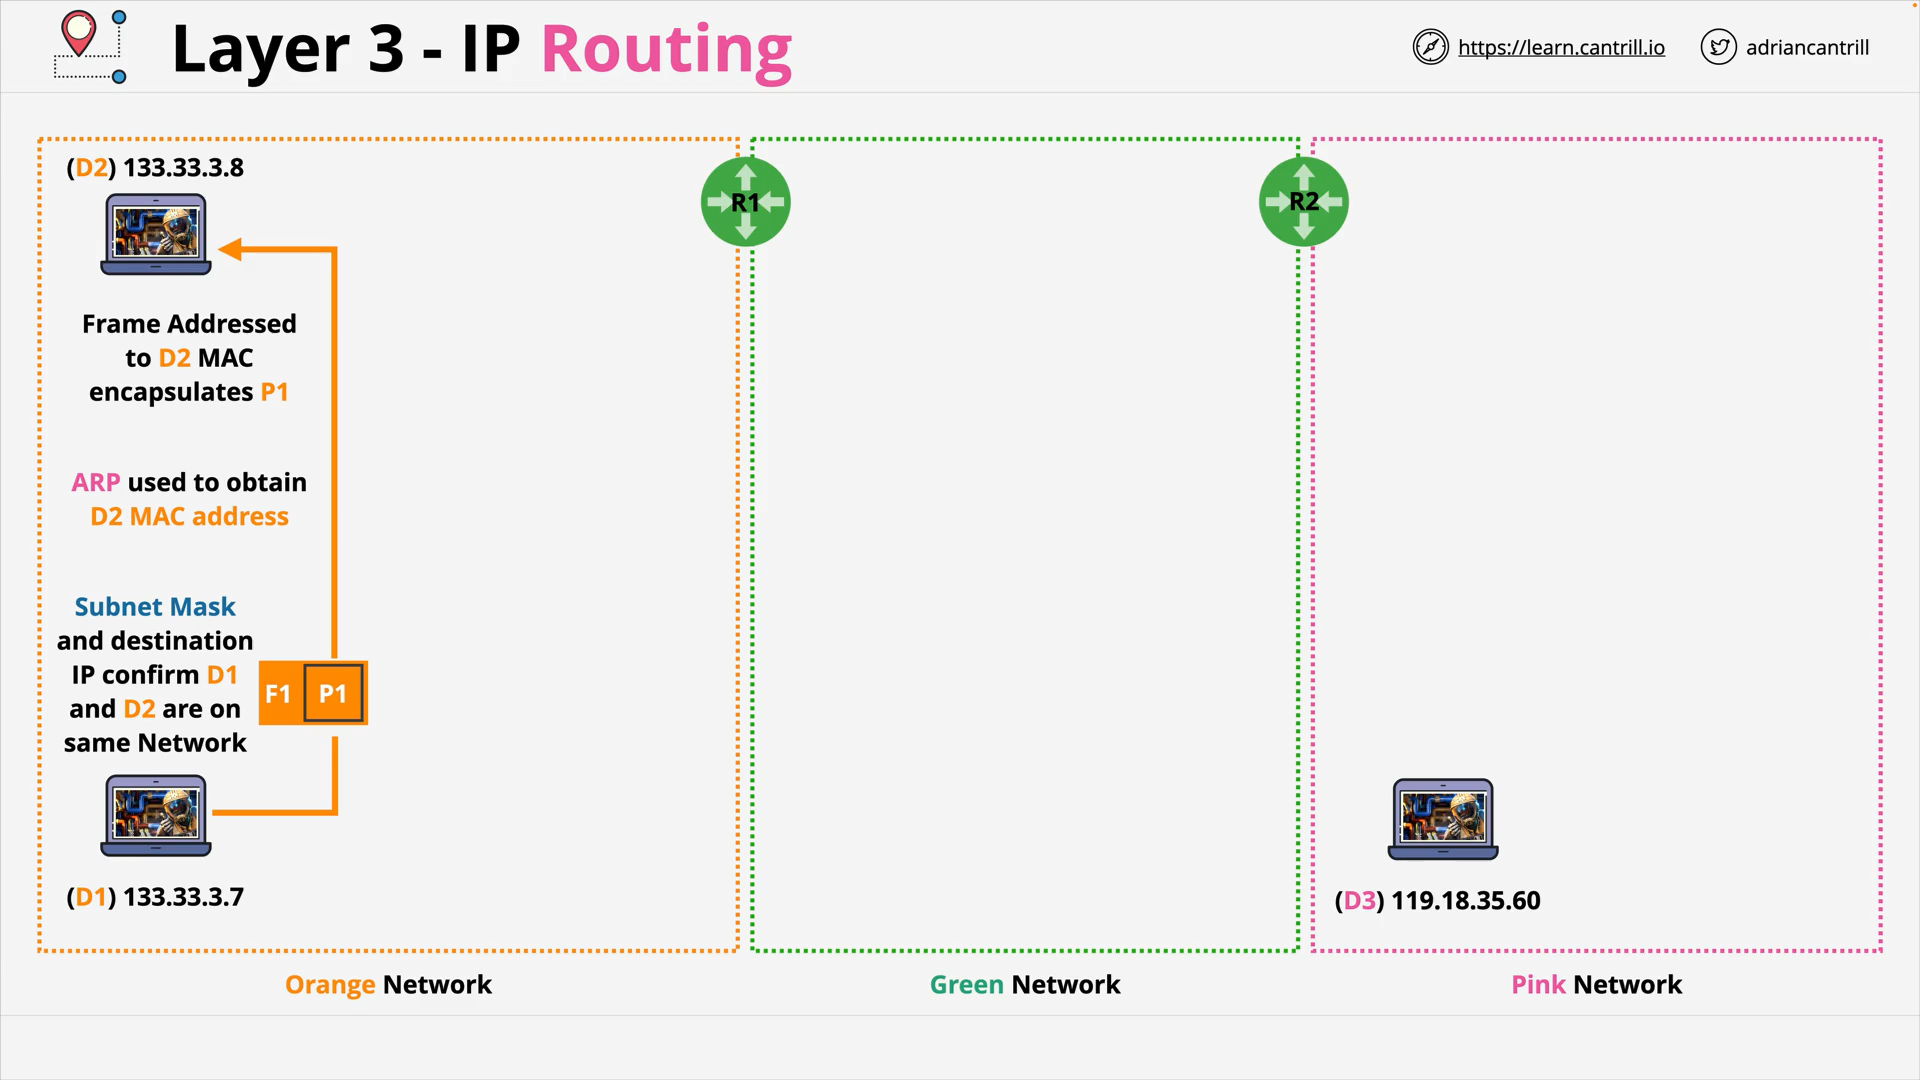 Layer 3 - IP Routing
https://learn.cantrill.io
adriancantrill
(D2) 133.33.3.8
R1
R2
Frame Addressed
to D2 MAC
encapsulates P1
ARP used to obtain
D2 MAC address
Subnet Mask
and destination
IP confirm D1
and D2 are on
same Network
F1
P1
(D1) 133.33.3.7
(D3) 119.18.35.60
Orange Network
Green Network
Pink Network